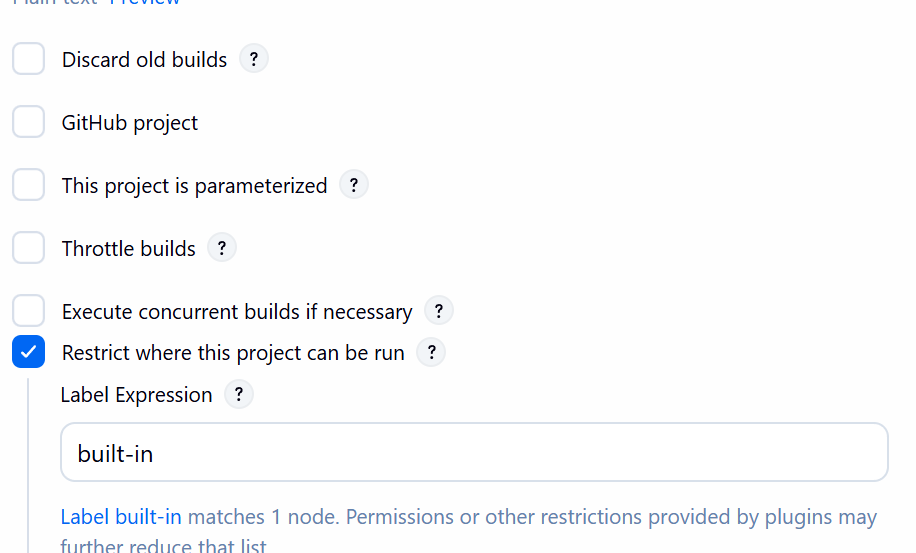 Plain text Preview
Discard old builds ?
GitHub project
This project is parameterized ?
Throttle builds ?
Execute concurrent builds if necessary ?
Restrict where this project can be run ?
Label Expression ?
built-in
Label built-in matches 1 node. Permissions or other restrictions provided by plugins may
further reduce that list.